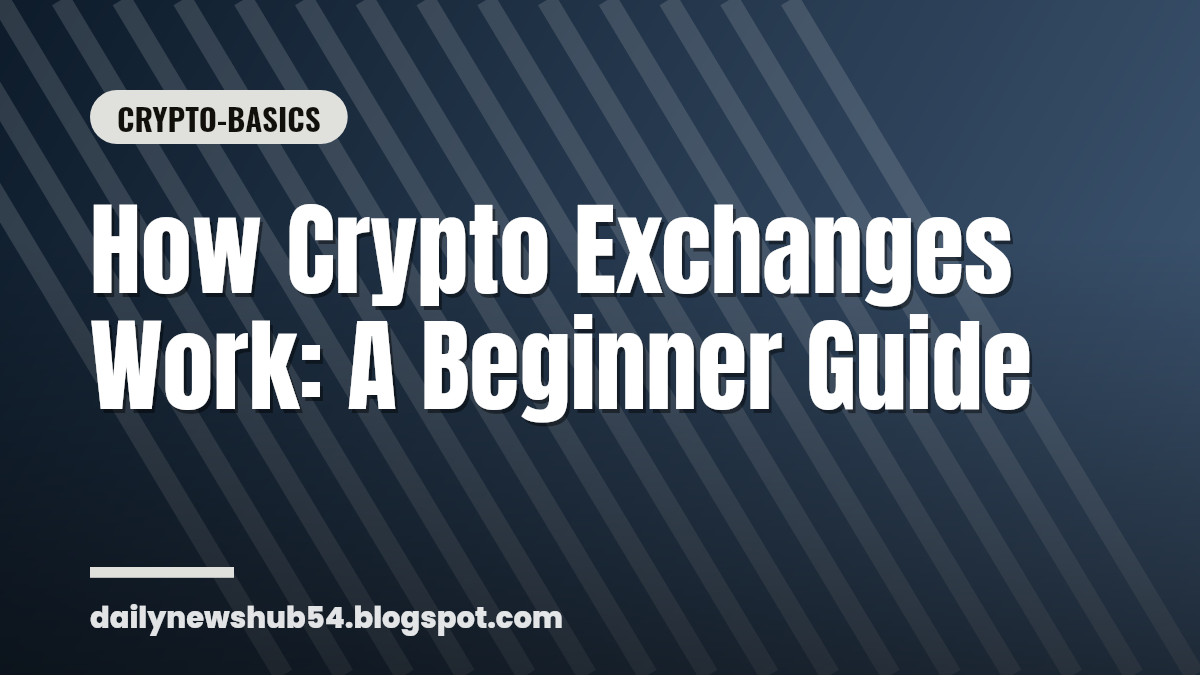 CRYPTO-BASICS
How Crypto Exchanges
Work: A Beginner Guide
dailynewshub54.blogspot.com